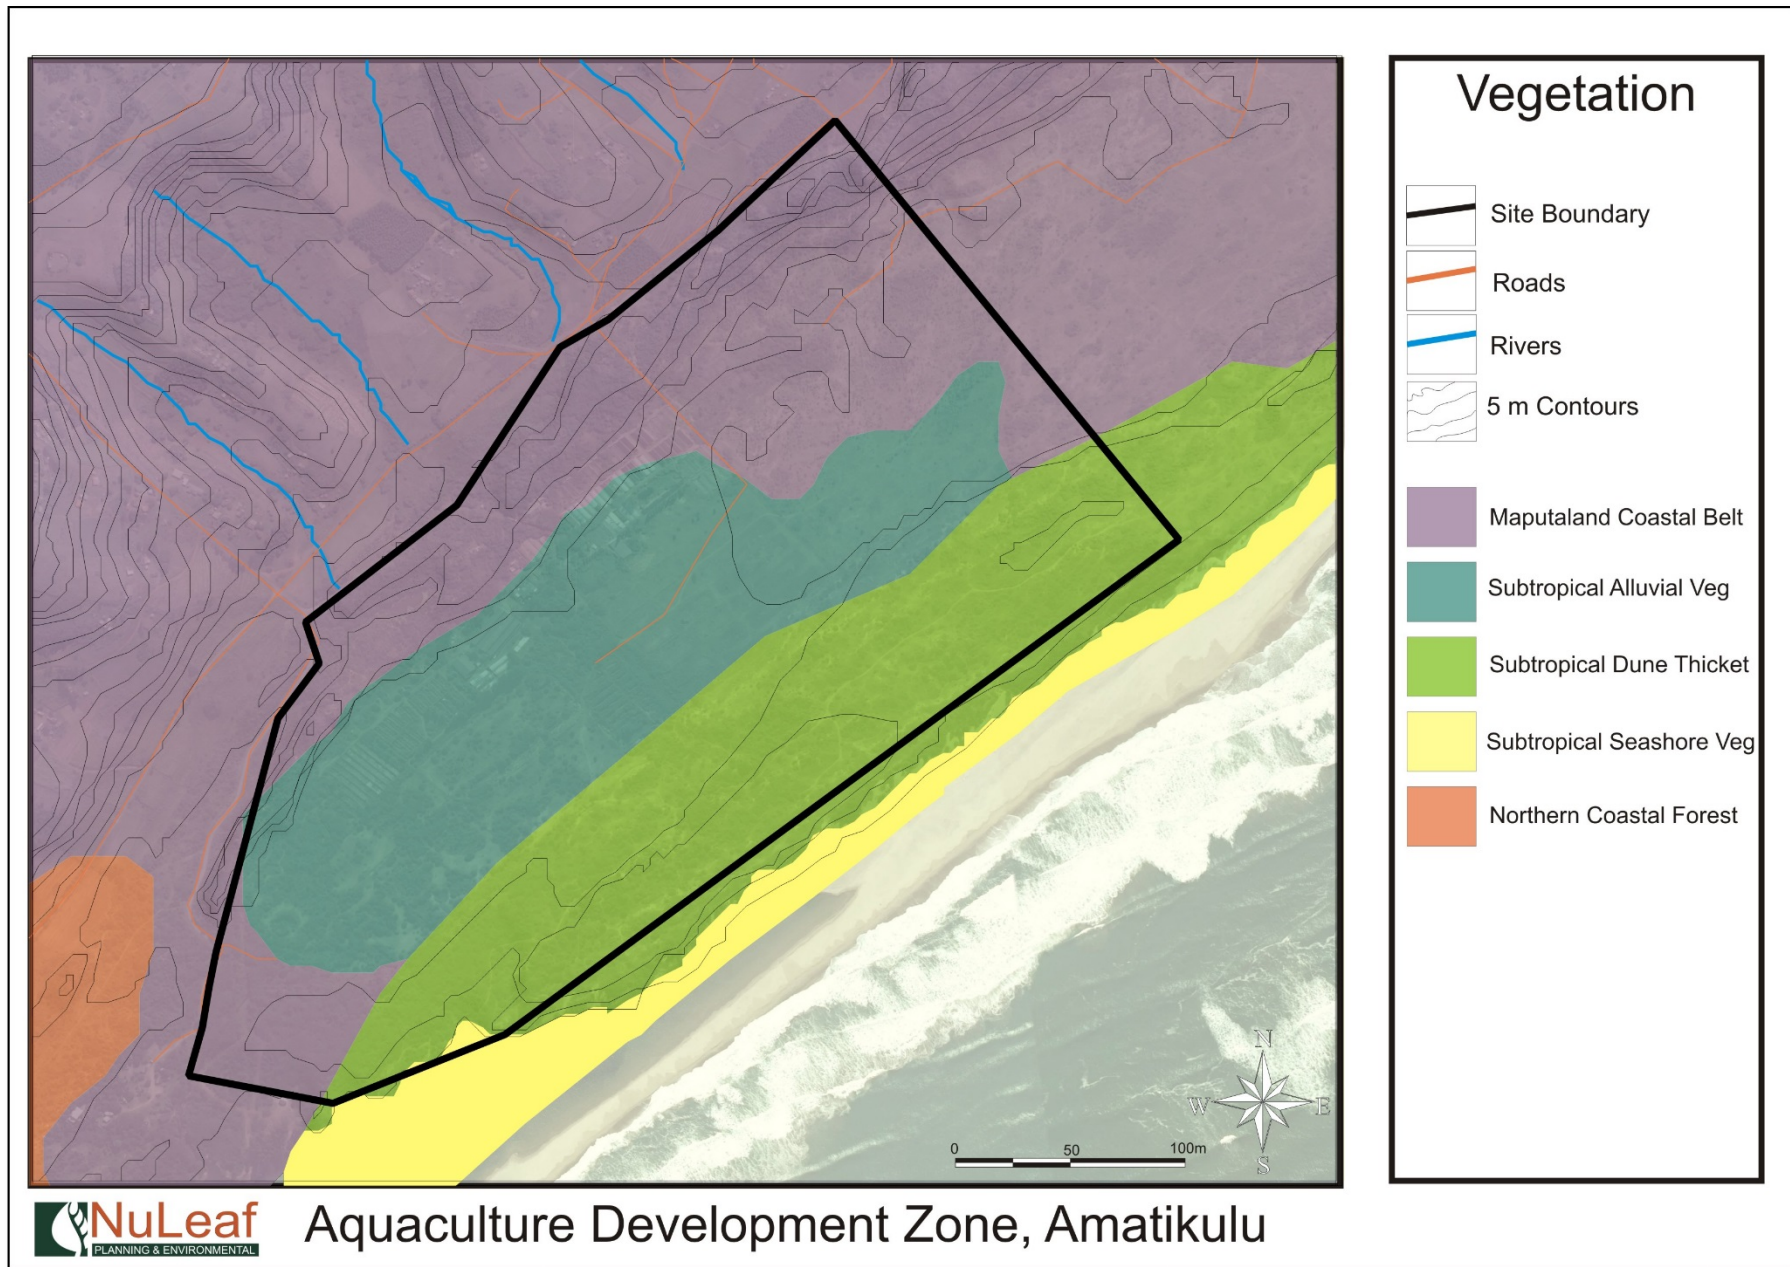 Vegetation
Site Boundary
Roads
Rivers
5 m Contours
Maputaland Coastal Belt
Subtropical Alluvial Veg
Subtropical Dune Thicket
Subtropical Seashore Veg
Northern Coastal Forest
N
W E
S
0 50 100m
NuLeaf
PLANNING & ENVIRONMENTAL
Aquaculture Development Zone, Amatikulu